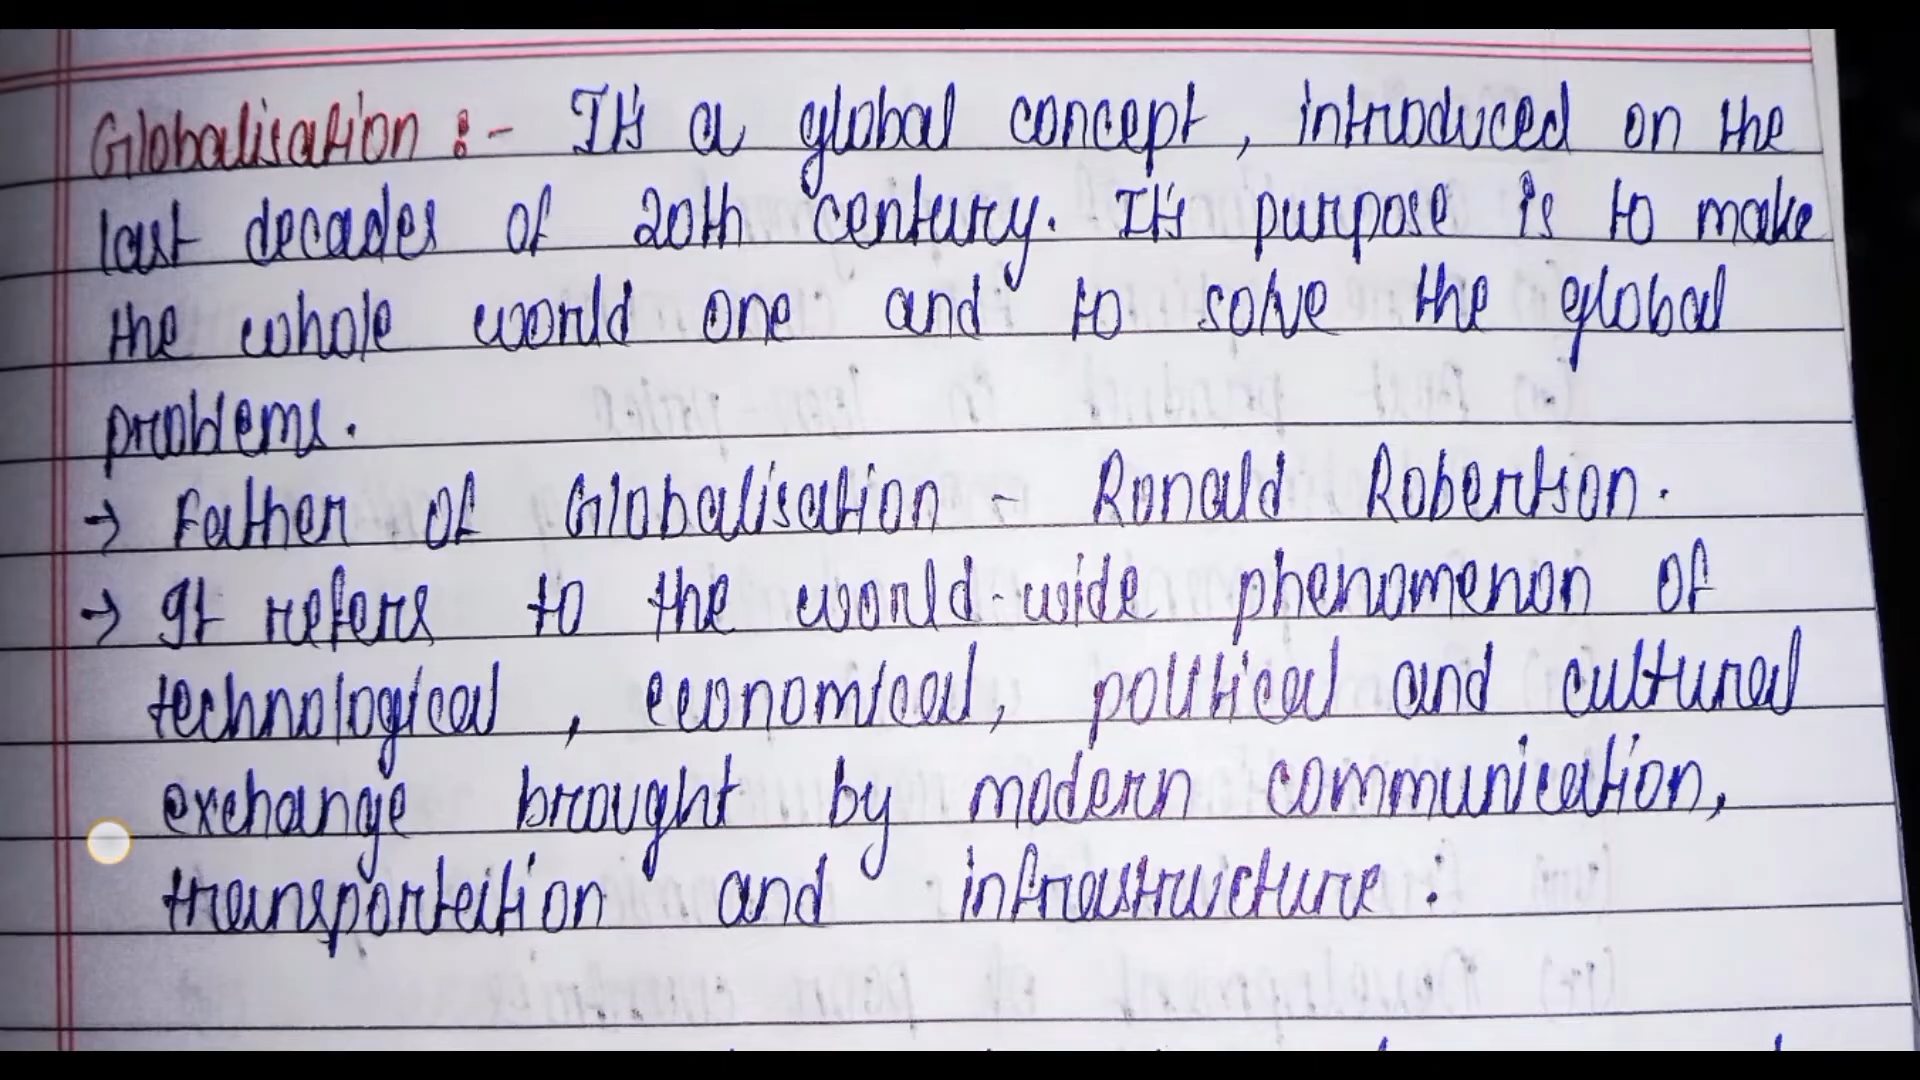 Globalisation :- It's a global concept, introduced on the
last decades of 20th century. It's purpose is to make
the whole world one and to solve the global
problems.
→ Father of Globalisation - Ronald Robertson.
→ It refers to the world-wide phenomenon of
technological, economical, political and cultural
exchange brought by modern communication,
transportation and infrastructure.